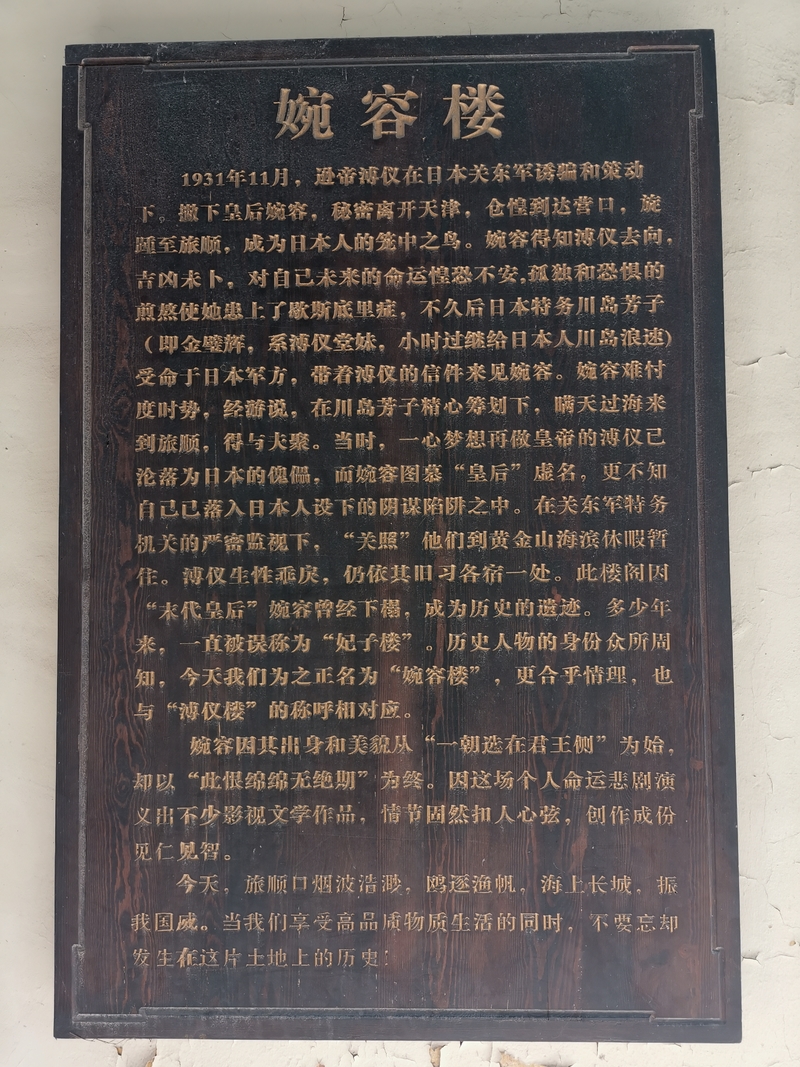 婉容楼
1931年11月，逊帝溥仪在日本关东军诱骗和策动
下。撇下皇后婉容，秘密离开天津，仓惶到达营口，旋
踵至旅顺，成为日本人的笼中之鸟。婉容得知溥仪去向，
吉凶未卜，对自己未来的命运惶恐不安，孤独和恐惧的
煎熬使她患上了歇斯底里症，不久后日本特务川岛芳子
（即金璧辉，系溥仪堂妹，小时过继给日本人川岛浪速）
受命于日本军方，带着溥仪的信件来见婉容。婉容难忖
度时势，经游说，在川岛芳子精心筹划下，瞒天过海来
到旅顺，得与夫聚。当时，一心梦想再做皇帝的溥仪已
沦落为日本的傀儡，而婉容图慕“皇后”虚名，更不知
自己已落入日本人设下的阴谋陷阱之中。在关东军特务
机关的严密监视下，“关照”他们到黄金山海滨休暇暂
住。溥仪生性乖戾，仍依其旧习各宿一处。此楼阁因
“末代皇后”婉容曾经下榻，成为历史的遗迹。多少年
来，一直被误称为“妃子楼”。历史人物的身份众所周
知，今天我们为之正名为“婉容楼”，更合乎情理，也
与“溥仪楼”的称呼相对应。
婉容因其出身和美貌从“一朝选在君王侧”为始，
却以“此恨绵绵无绝期”为终。因这场个人命运悲剧演
义出不少影视文学作品，情节固然扣人心弦，创作成份
见仁见智。
今天，旅顺口烟波浩渺，鸥逐渔帆，海上长城，振
我国威。当我们享受高品质物质生活的同时，不要忘却
发生在这片土地上的历史！